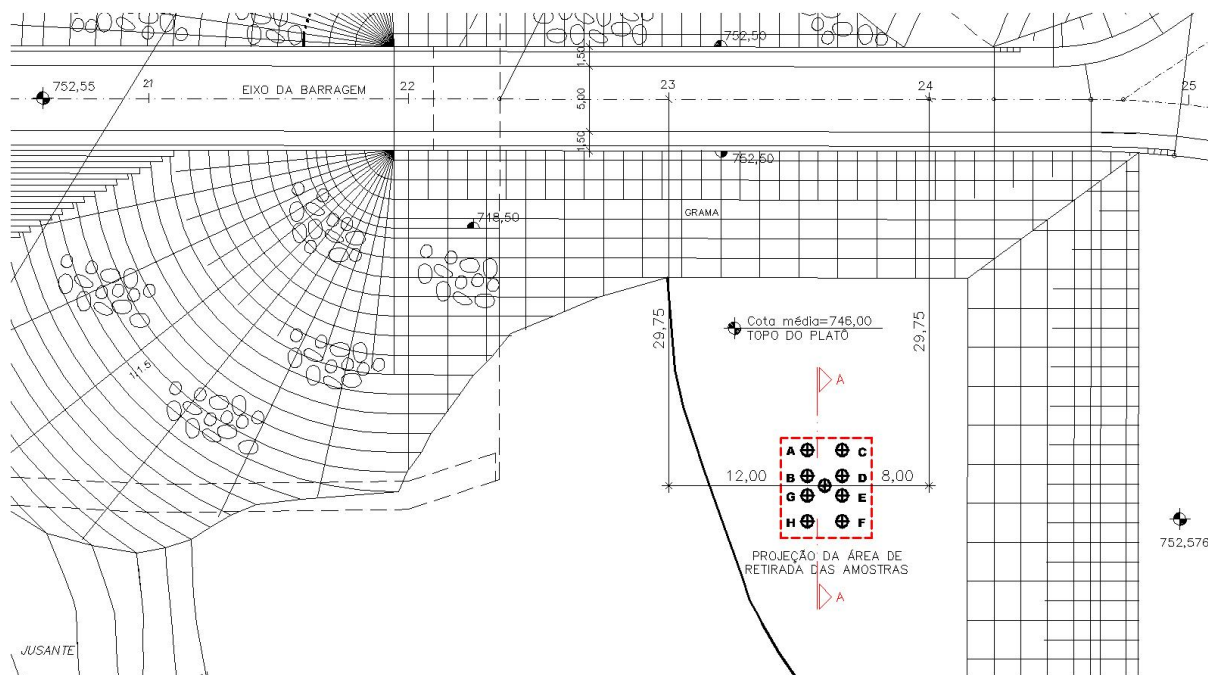 752,50
1,50
752,55
21
EIXO DA BARRAGEM
22
5,00
23
24
25
1,50
752,50
748,50
GRAMA
1:1.5
29,75
Cota média=746,00
TOPO DO PLATÔ
29,75
A
A C
B D
12,00 8,00
G E
H F
PROJEÇÃO DA ÁREA DE
RETIRADA DAS AMOSTRAS
A
752,576
JUSANTE